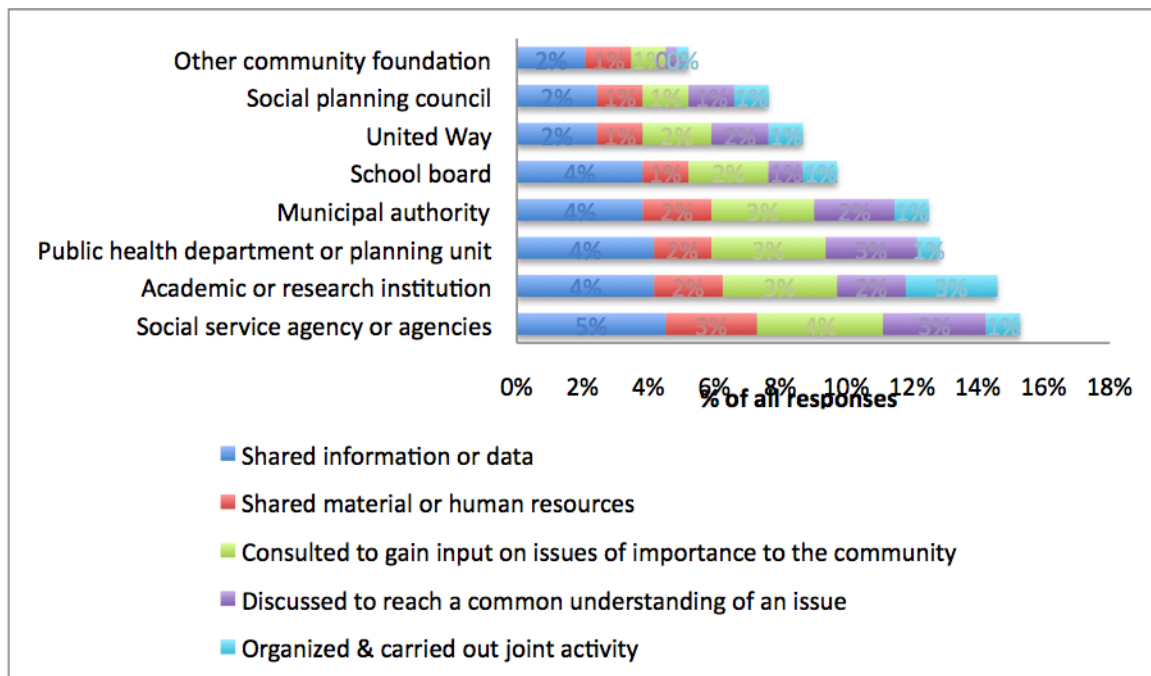 Other community foundation 2% 1% 1% 0% 0%
Social planning council 2% 1% 1% 1% 1%
United Way 2% 1% 2% 2% 1%
School board 4% 1% 2% 1% 1%
Municipal authority 4% 2% 3% 2% 1%
Public health department or planning unit 4% 2% 3% 3% 1%
Academic or research institution 4% 2% 3% 2% 3%
Social service agency or agencies 5% 3% 4% 3% 1%
0% 2% 4% 6% 8% 10% 12% 14% 16% 18%
% of all responses
Shared information or data
Shared material or human resources
Consulted to gain input on issues of importance to the community
Discussed to reach a common understanding of an issue
Organized & carried out joint activity